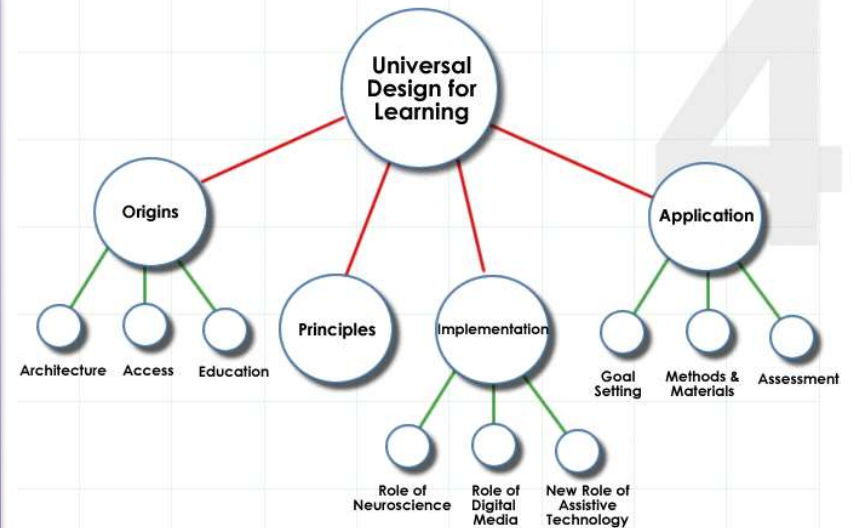 4
Universal
Design for
Learning
Origins
Application
Principles
Implementation
Architecture
Access
Education
Goal
Setting
Methods &
Materials
Assessment
Role of
Neuroscience
Role of
Digital
Media
New Role of
Assistive
Technology